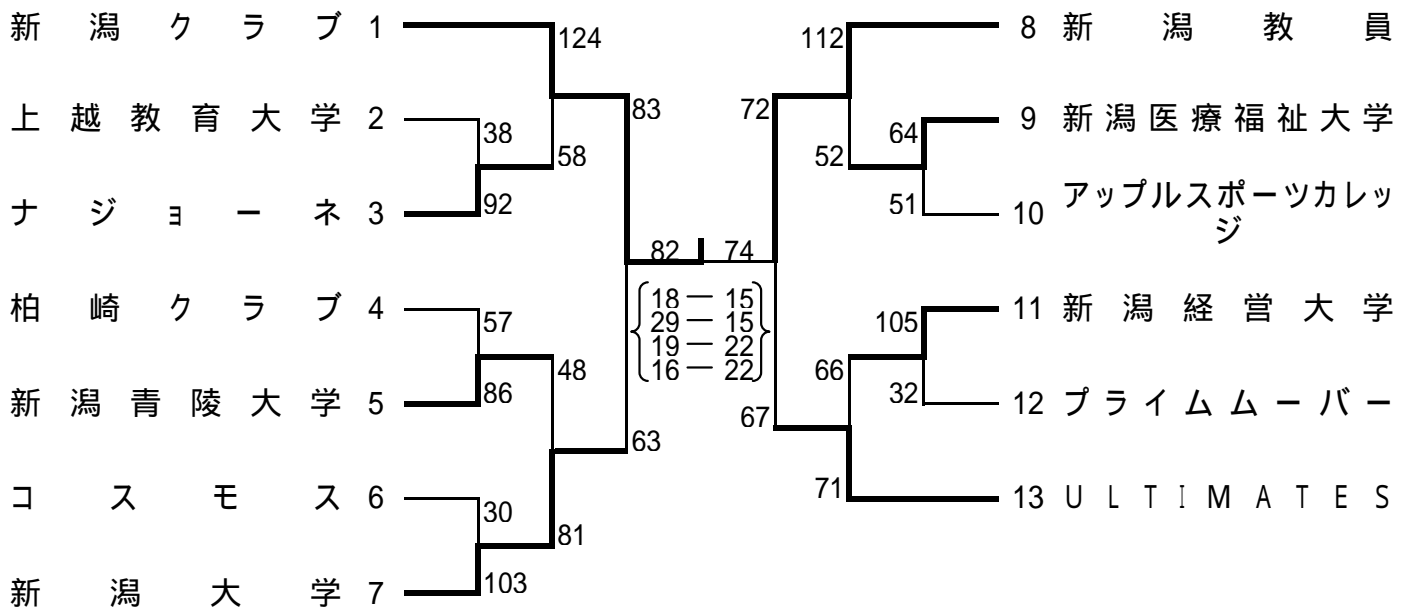 新潟クラブ 1
124
上越教育大学 2
38
58
ナジョーネ 3
92
83
柏崎クラブ 4
57
48
新潟青陵大学 5
86
63
コスモス 6
30
81
新潟大学 7
103
82 74
18 — 15
29 — 15
19 — 22
16 — 22
112
8 新潟教員
72
64
9 新潟医療福祉大学
52
51
10 アップルスポーツカレッ
ジ
105
11 新潟経営大学
66
32
12 プライムムーバー
67
71
13 ULTIMATES